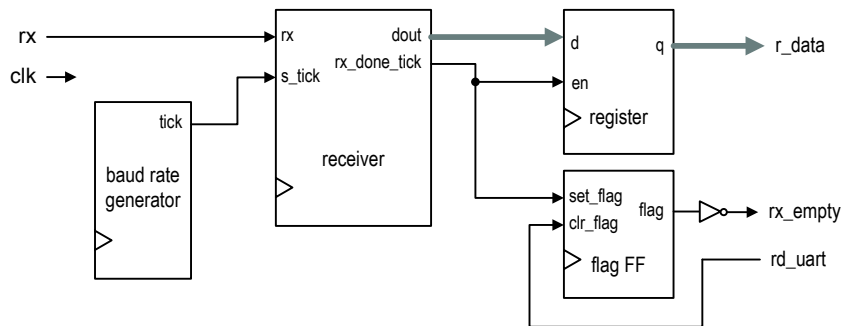 rx
clk
tick
baud rate
generator
rx
s_tick
dout
rx_done_tick
receiver
d
q
en
register
r_data
set_flag
clr_flag
flag
flag FF
rx_empty
rd_uart